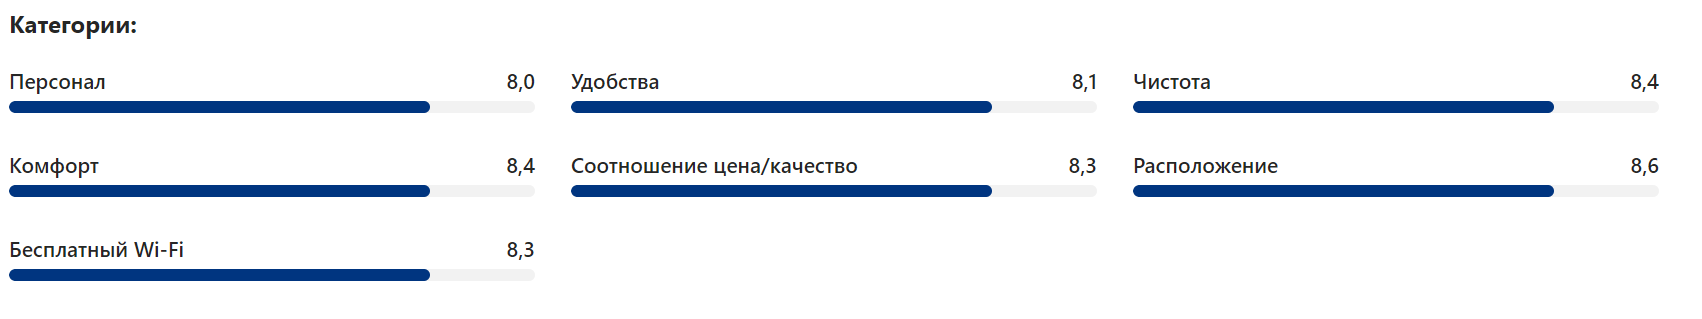 Категории:
Персонал 8,0
Удобства 8,1
Чистота 8,4
Комфорт 8,4
Соотношение цена/качество 8,3
Расположение 8,6
Бесплатный Wi-Fi 8,3